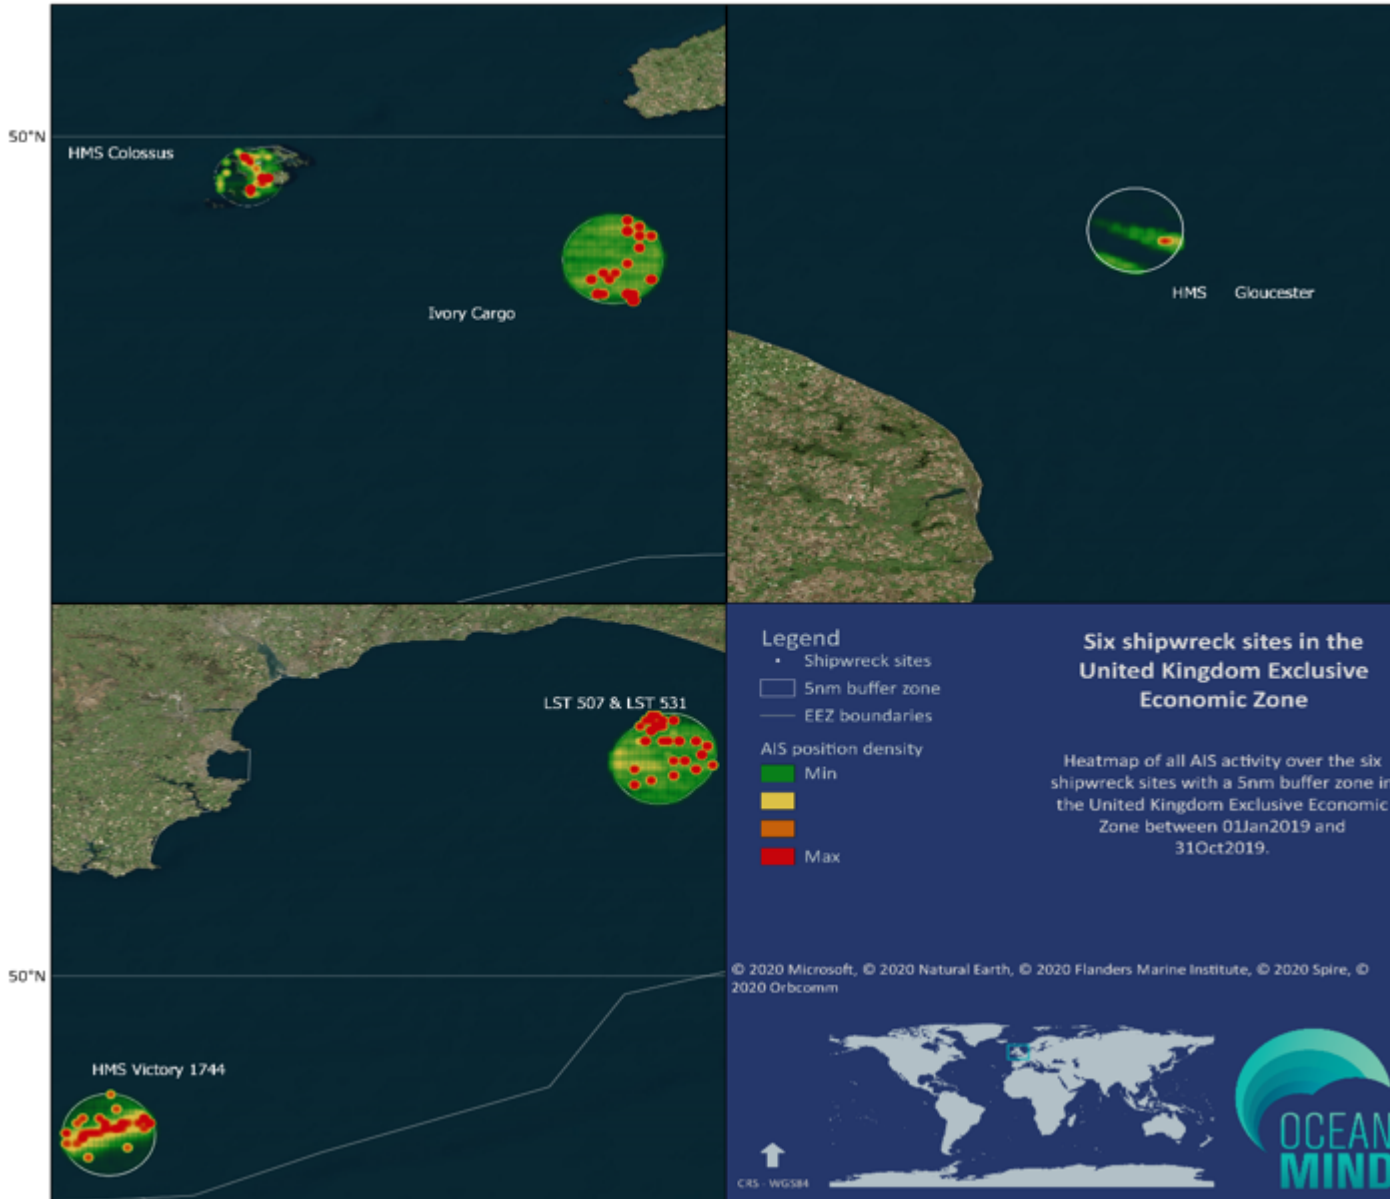 50°N
HMS Colossus
Ivory Cargo
HMS Gloucester
LST 507 & LST 531
50°N
HMS Victory 1744
Legend
Shipwreck sites
5nm buffer zone
EEZ boundaries
AIS position density
Min
Max
Six shipwreck sites in the
United Kingdom Exclusive
Economic Zone
Heatmap of all AIS activity over the six
shipwreck sites with a 5nm buffer zone in
the United Kingdom Exclusive Economic
Zone between 01Jan2019 and
31Oct2019.
© 2020 Microsoft, © 2020 Natural Earth, © 2020 Flanders Marine Institute, © 2020 Spire, ©
2020 Orbcomm
CRS - WGS84
OCEAN
MIND